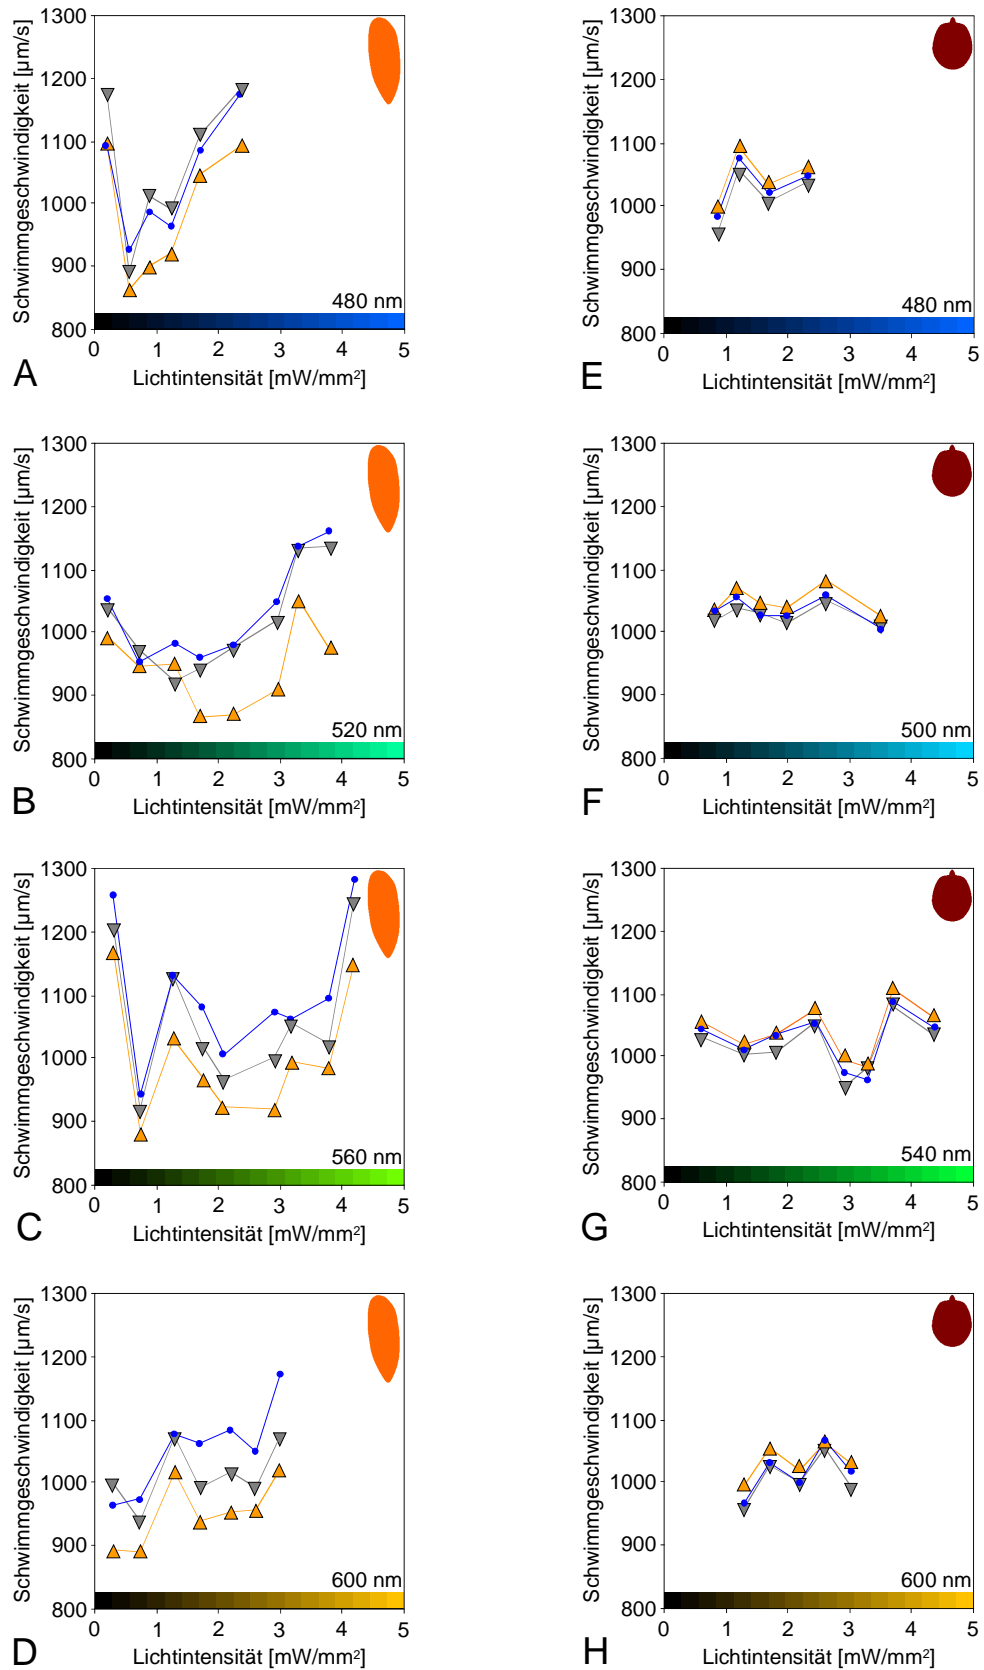 1300
1200
1100
1000
900
800
Schwimmgeschwindigkeit [µm/s]
480 nm
0 1 2 3 4 5
Lichtintensität [mW/mm²]
A
1300
1200
1100
1000
900
800
Schwimmgeschwindigkeit [µm/s]
480 nm
0 1 2 3 4 5
Lichtintensität [mW/mm²]
E
1300
1200
1100
1000
900
800
Schwimmgeschwindigkeit [µm/s]
520 nm
0 1 2 3 4 5
Lichtintensität [mW/mm²]
B
1300
1200
1100
1000
900
800
Schwimmgeschwindigkeit [µm/s]
500 nm
0 1 2 3 4 5
Lichtintensität [mW/mm²]
F
1300
1200
1100
1000
900
800
Schwimmgeschwindigkeit [µm/s]
560 nm
0 1 2 3 4 5
Lichtintensität [mW/mm²]
C
1300
1200
1100
1000
900
800
Schwimmgeschwindigkeit [µm/s]
540 nm
0 1 2 3 4 5
Lichtintensität [mW/mm²]
G
1300
1200
1100
1000
900
800
Schwimmgeschwindigkeit [µm/s]
600 nm
0 1 2 3 4 5
Lichtintensität [mW/mm²]
D
1300
1200
1100
1000
900
800
Schwimmgeschwindigkeit [µm/s]
600 nm
0 1 2 3 4 5
Lichtintensität [mW/mm²]
H